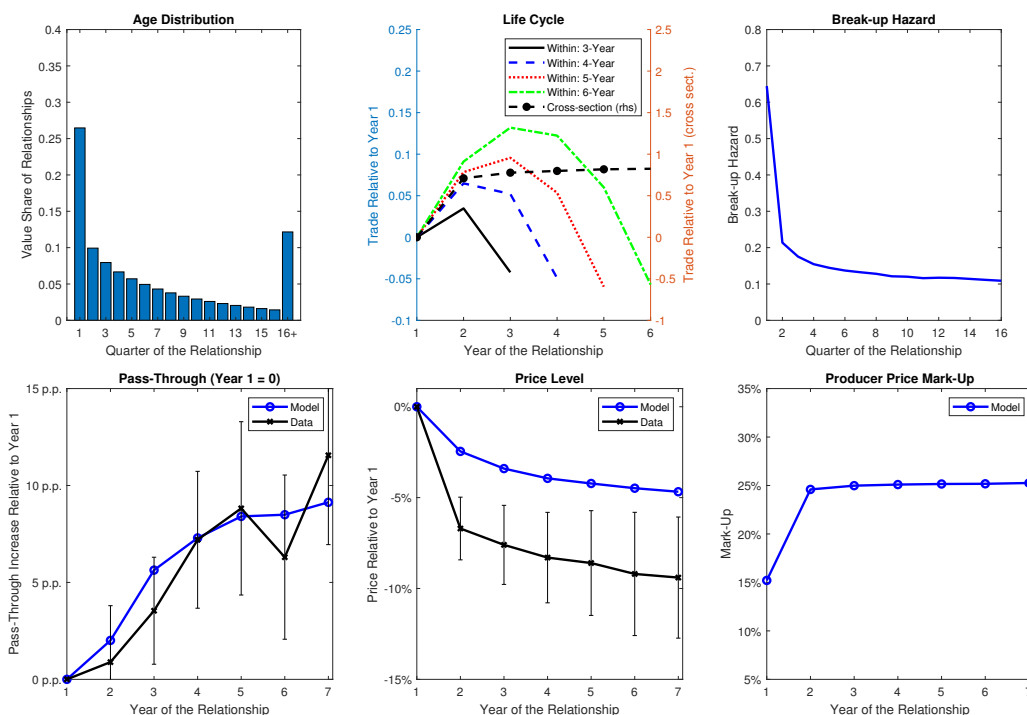 Age Distribution
0.4
0.35
0.3
0.25
0.2
0.15
0.1
0.05
0
Value Share of Relationships
1 3 5 7 9 11 13 15 16+
Quarter of the Relationship
Life Cycle
0.25
0.2
0.15
0.1
0.05
0
-0.05
-0.1
Trade Relative to Year 1
Within: 3-Year
Within: 4-Year
Within: 5-Year
Within: 6-Year
Cross-section (rhs)
2.5
2
1.5
1
0.5
0
-0.5
-1
Trade Relative to Year 1 (cross sect.)
1 2 3 4 5 6
Year of the Relationship
Break-up Hazard
0.8
0.7
0.6
0.5
0.4
0.3
0.2
0.1
0
Break-up Hazard
2 4 6 8 10 12 14 16
Quarter of the Relationship
Pass-Through (Year 1 = 0)
15 p.p.
10 p.p.
5 p.p.
0 p.p.
Pass-Through Increase Relative to Year 1
Model
Data
1 2 3 4 5 6 7
Year of the Relationship
Price Level
0%
-5%
-10%
-15%
Price Relative to Year 1
Model
Data
1 2 3 4 5 6 7
Year of the Relationship
Producer Price Mark-Up
35%
30%
25%
20%
15%
10%
5%
Mark-Up
Model
1 2 3 4 5 6 7
Year of the Relationship